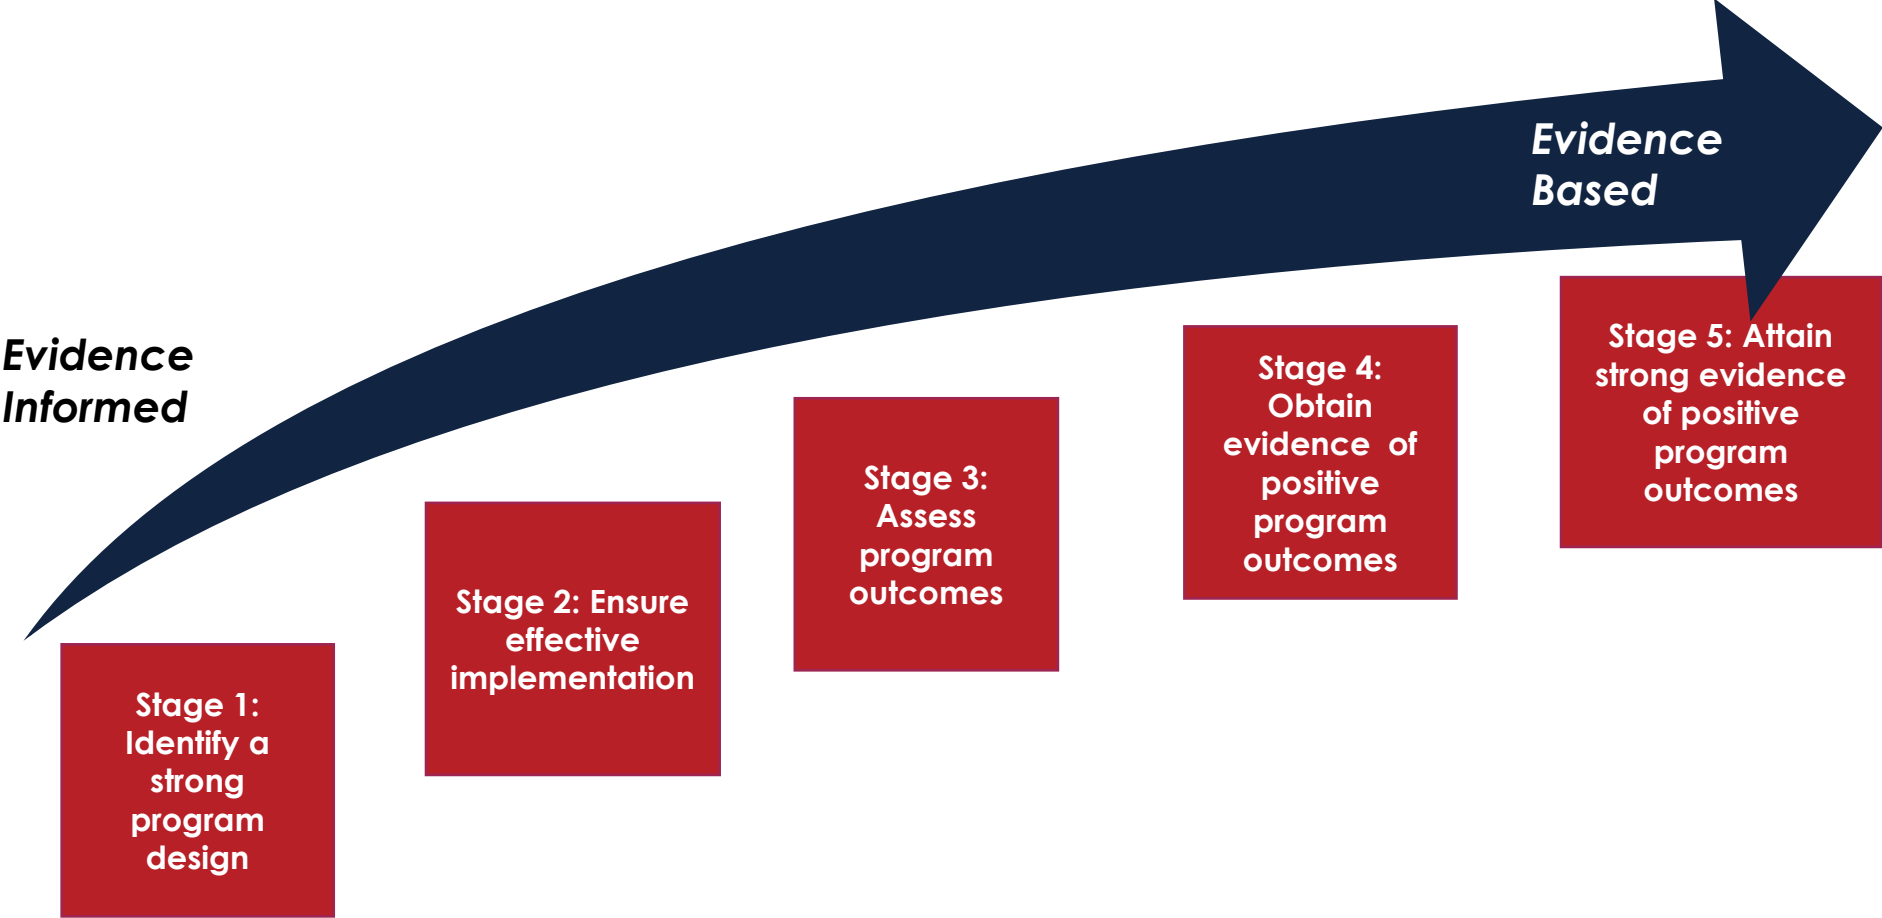 Evidence
Informed
Evidence
Based
Stage 1:
Identify a
strong
program
design
Stage 2: Ensure
effective
implementation
Stage 3:
Assess
program
outcomes
Stage 4:
Obtain
evidence  of
positive
program
outcomes
Stage 5: Attain
strong evidence
of positive
program
outcomes